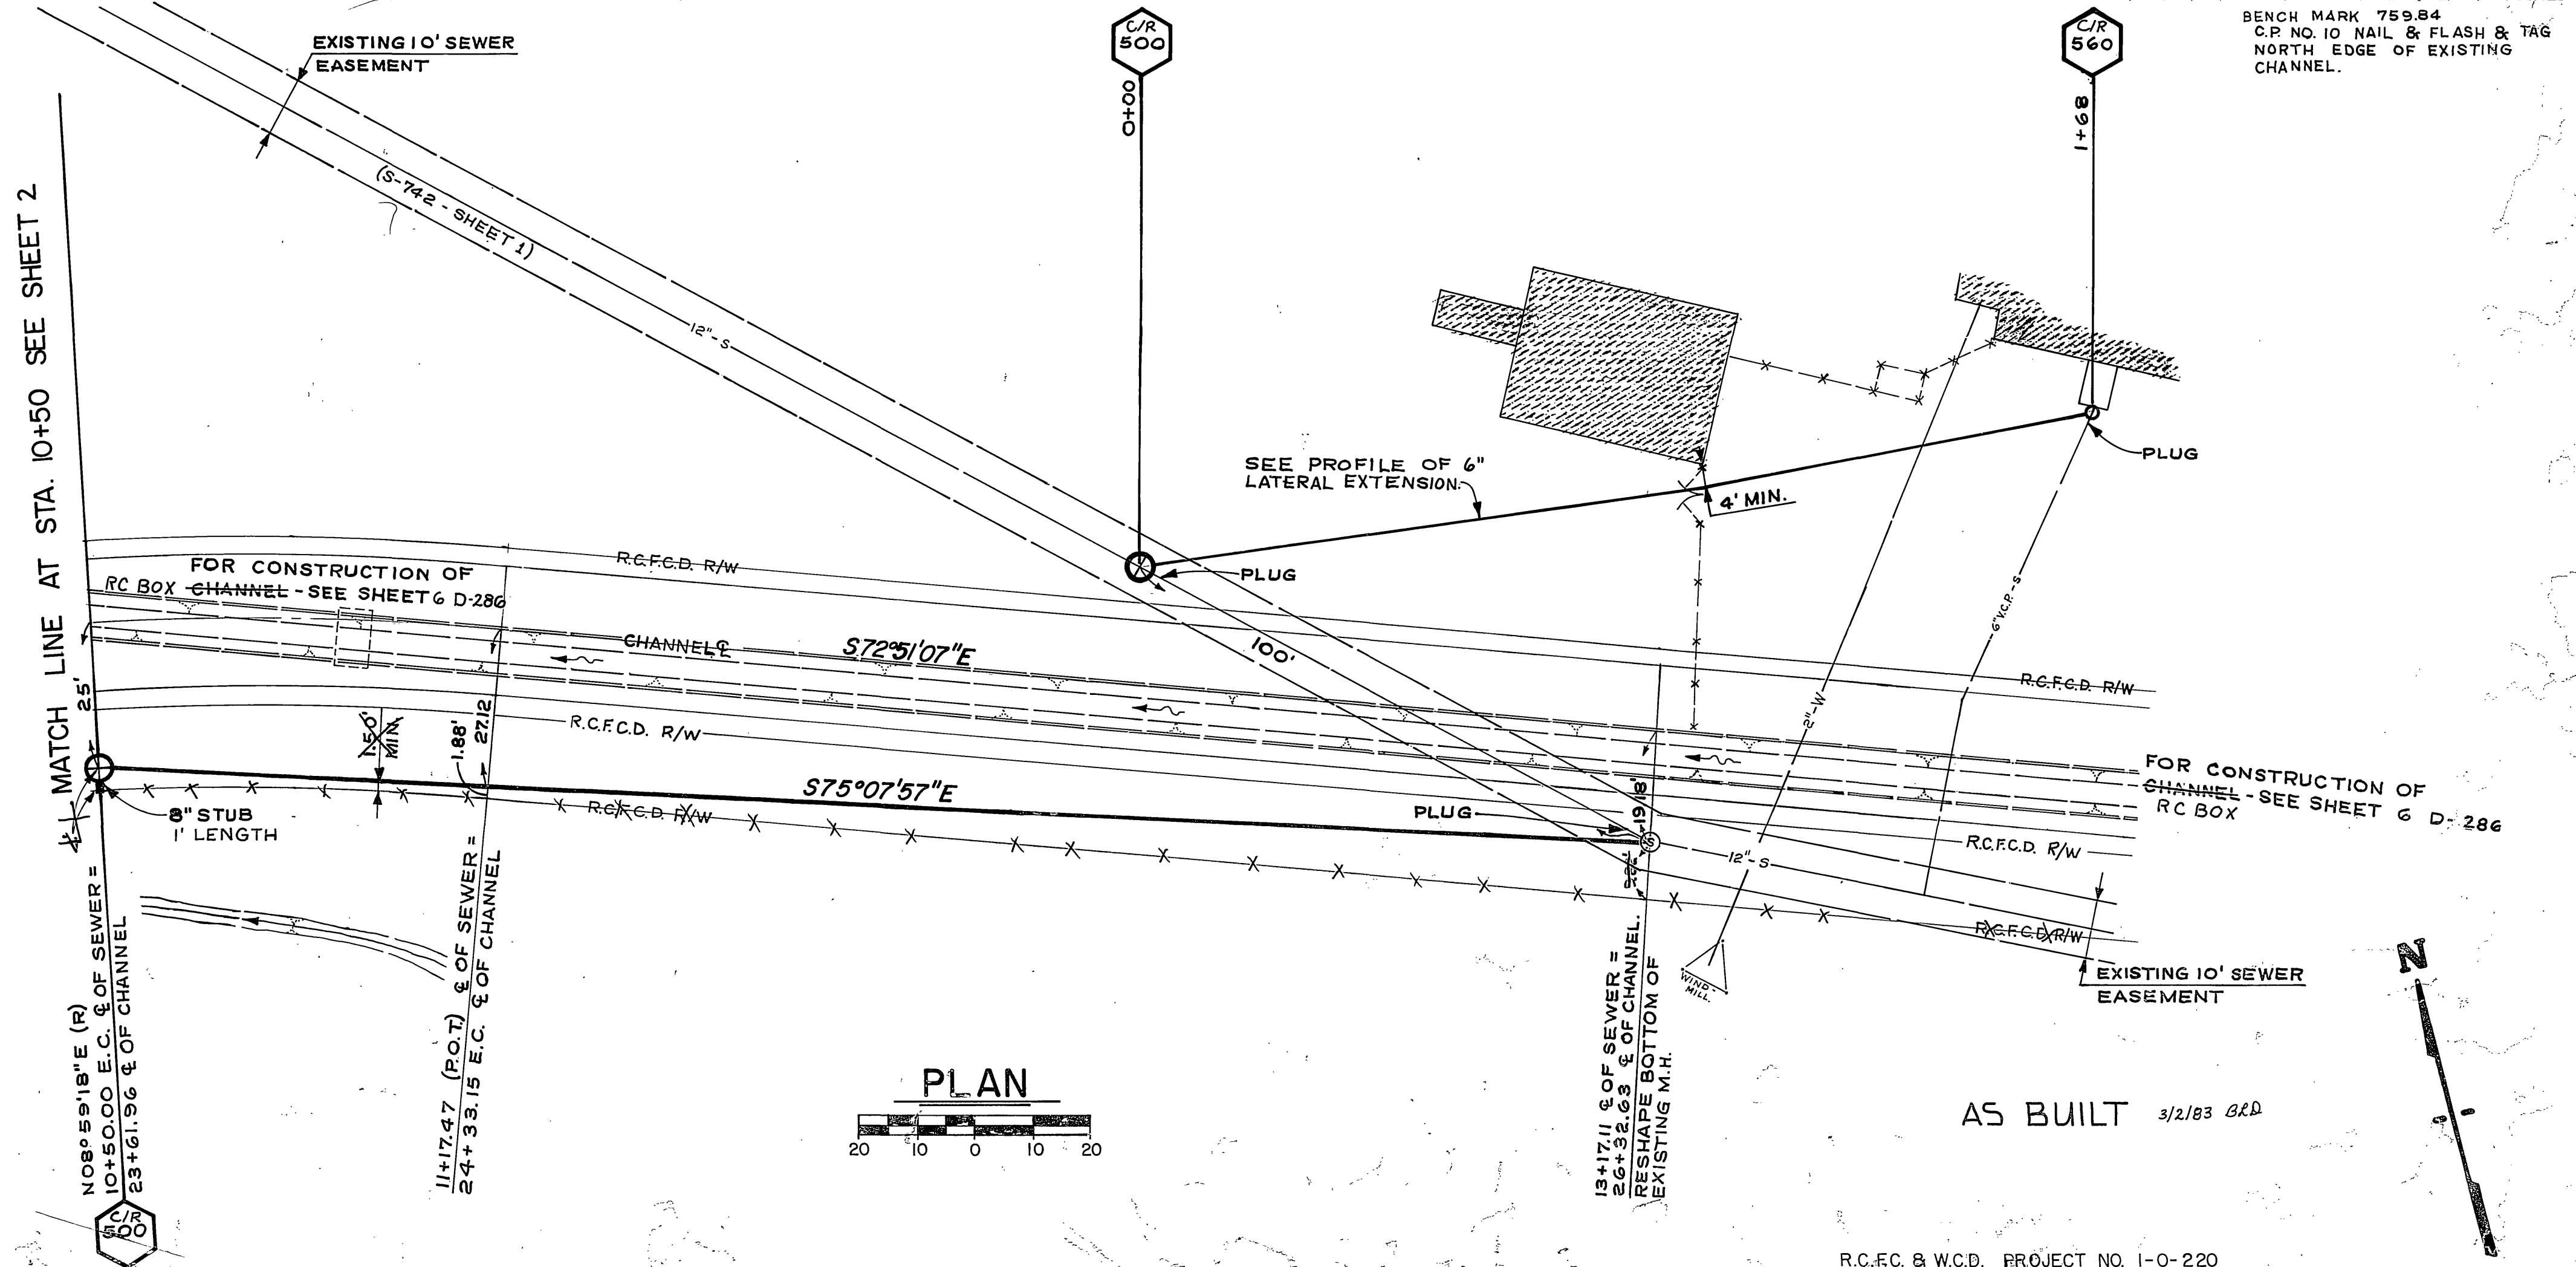 EXISTING 10' SEWER
EASEMENT
C/R
500
0+00
C/R
560
1+68
BENCH MARK 759.84
C.P. NO. 10 NAIL & FLASH & TAG
NORTH EDGE OF EXISTING
CHANNEL.
MATCH LINE AT STA. 10+50 SEE SHEET 2
(S-742 - SHEET 1)
12"-S
SEE PROFILE OF 6"
LATERAL EXTENSION.
4' MIN.
PLUG
PLUG
R.C.F.C.D. R/W
FOR CONSTRUCTION OF
RC BOX CHANNEL - SEE SHEET 6 D-286
CHANNEL ℄
S72°51'07"E
100'
6" V.C.P.-S
2"-W
R.C.F.C.D. R/W
25'
1.50'
MIN.
1.88'
27.12
R.C.F.C.D. R/W
S75°07'57"E
R.C.F.C.D. R/W
8" STUB
1' LENGTH
PLUG
19.18'
S
12"-S
FOR CONSTRUCTION OF
CHANNEL - SEE SHEET 6 D-286
RC BOX
R.C.F.C.D. R/W
R.C.F.C.D. R/W
EXISTING 10' SEWER
EASEMENT
WIND-
MILL.
N08°59'18"E (R)
10+50.00 E.C. ℄ OF SEWER =
23+61.96 ℄ OF CHANNEL
11+17.47 (P.O.T.) ℄ OF SEWER =
24+33.15 E.C. ℄ OF CHANNEL
13+17.11 ℄ OF SEWER =
26+32.63 ℄ OF CHANNEL.
RESHAPE BOTTOM OF
EXISTING M.H.
C/R
500
PLAN
20 10 0 10 20
AS BUILT 3/2/83 BLD
N
R.C.F.C. & W.C.D. PROJECT NO. 1-0-220